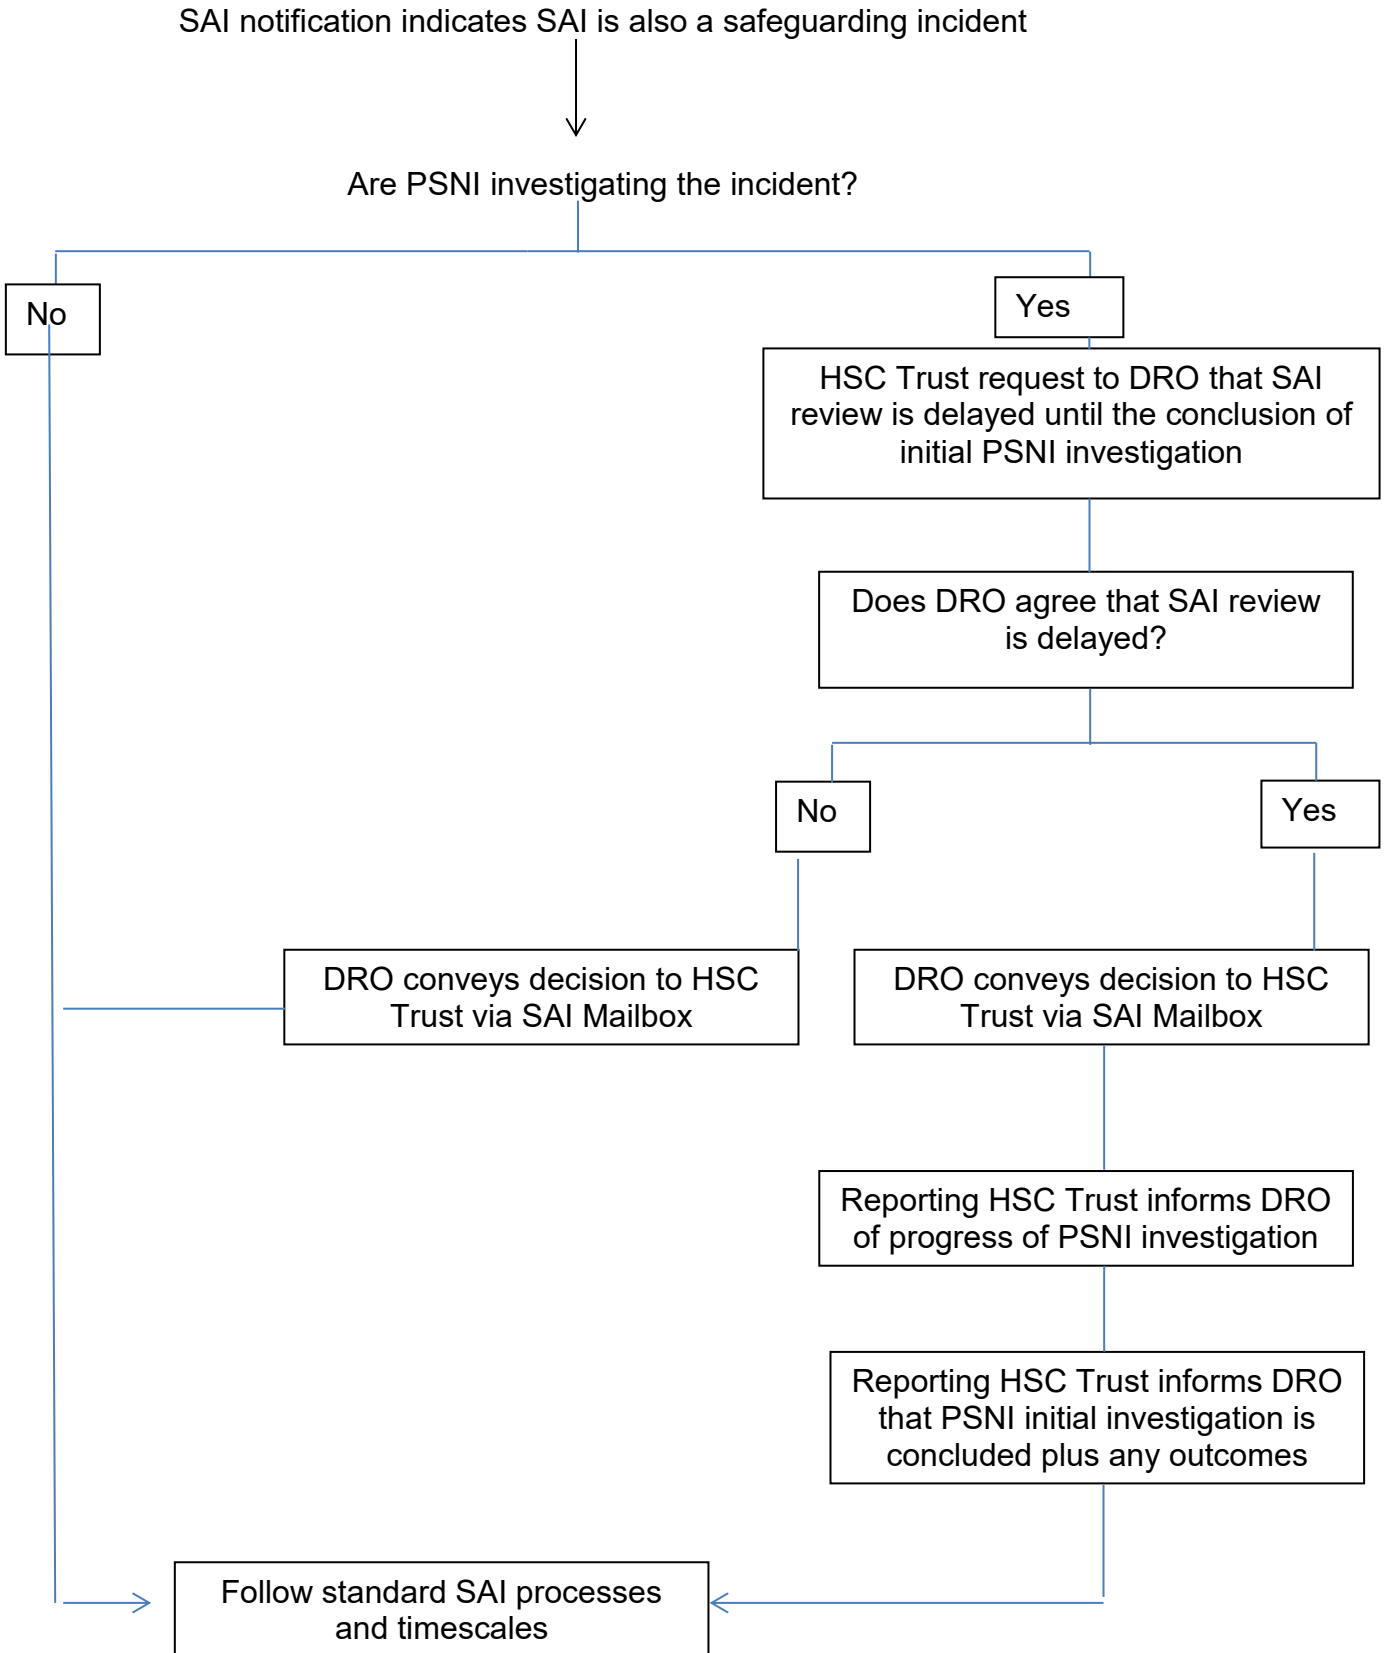 SAI notification indicates SAI is also a safeguarding incident
Are PSNI investigating the incident?
No
Yes
HSC Trust request to DRO that SAI
review is delayed until the conclusion of
initial PSNI investigation
Does DRO agree that SAI review
is delayed?
No
Yes
DRO conveys decision to HSC
Trust via SAI Mailbox
DRO conveys decision to HSC
Trust via SAI Mailbox
Reporting HSC Trust informs DRO
of progress of PSNI investigation
Reporting HSC Trust informs DRO
that PSNI initial investigation is
concluded plus any outcomes
Follow standard SAI processes
and timescales